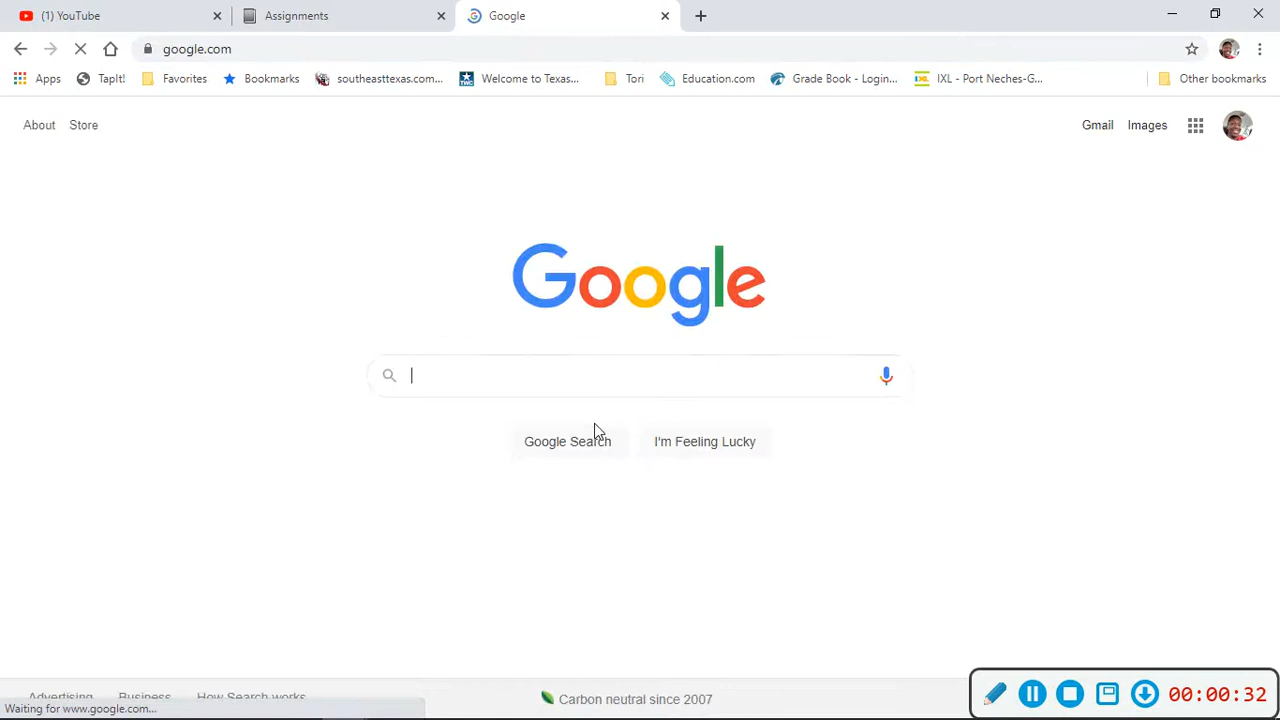 (1) YouTube
Assignments
Google
google.com
Apps
TapIt!
Favorites
Bookmarks
southeasttexas.com...
Welcome to Texas...
Tori
Education.com
Grade Book - Login...
IXL - Port Neches-G...
Other bookmarks
About
Store
Gmail
Images
Google
Google Search
I'm Feeling Lucky
Advertising
Business
How Search works
Carbon neutral since 2007
Waiting for www.google.com...
00:00:32